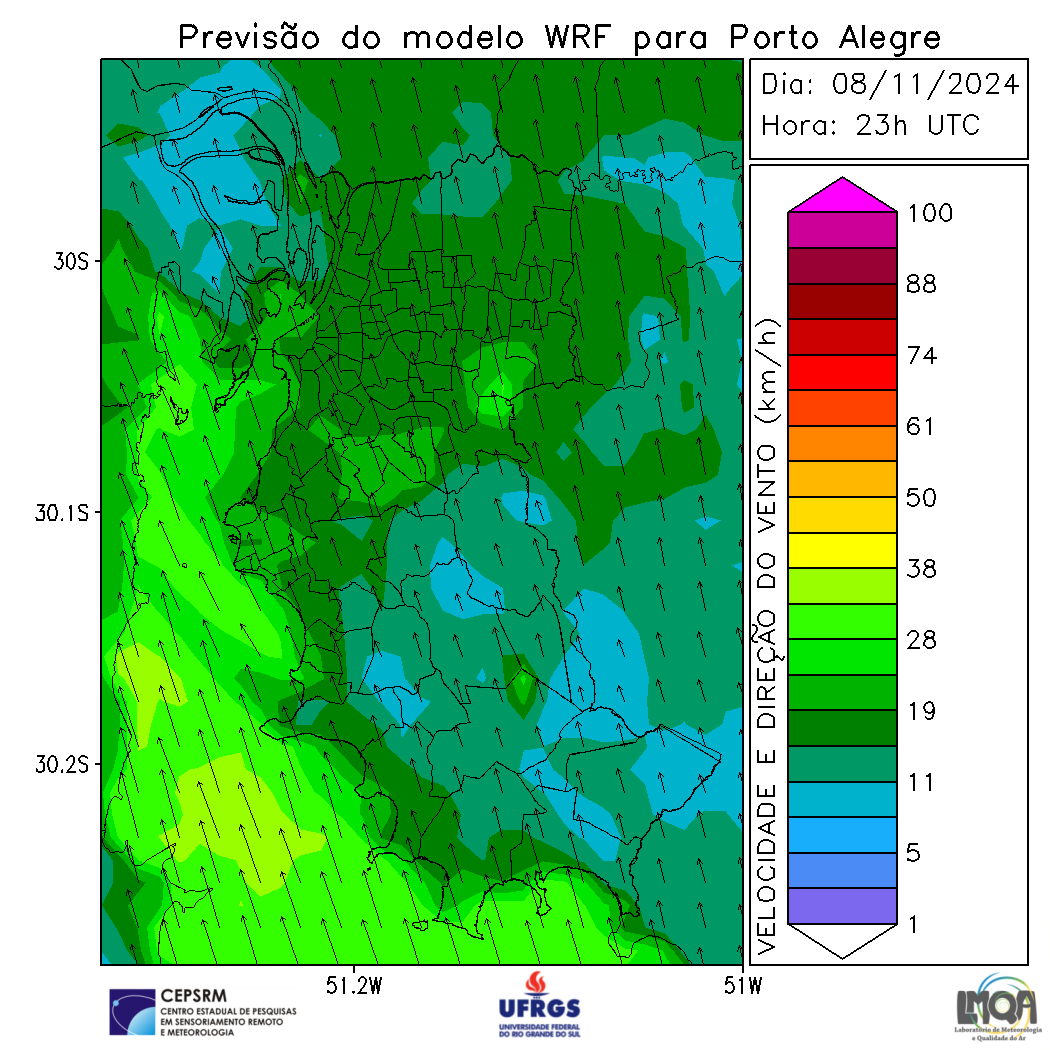 Previsão do modelo WRF para Porto Alegre
Dia: 08/11/2024
Hora: 23h UTC
30S
30.1S
30.2S
51.2W
51W
VELOCIDADE E DIREÇÃO DO VENTO (km/h)
100
88
74
61
50
38
28
19
11
5
1
CEPSRM
CENTRO ESTADUAL DE PESQUISAS
EM SENSORIAMENTO REMOTO
E METEOROLOGIA
UFRGS
UNIVERSIDADE FEDERAL
DO RIO GRANDE DO SUL
LMQA
Laboratório de Meteorologia
e Qualidade do Ar